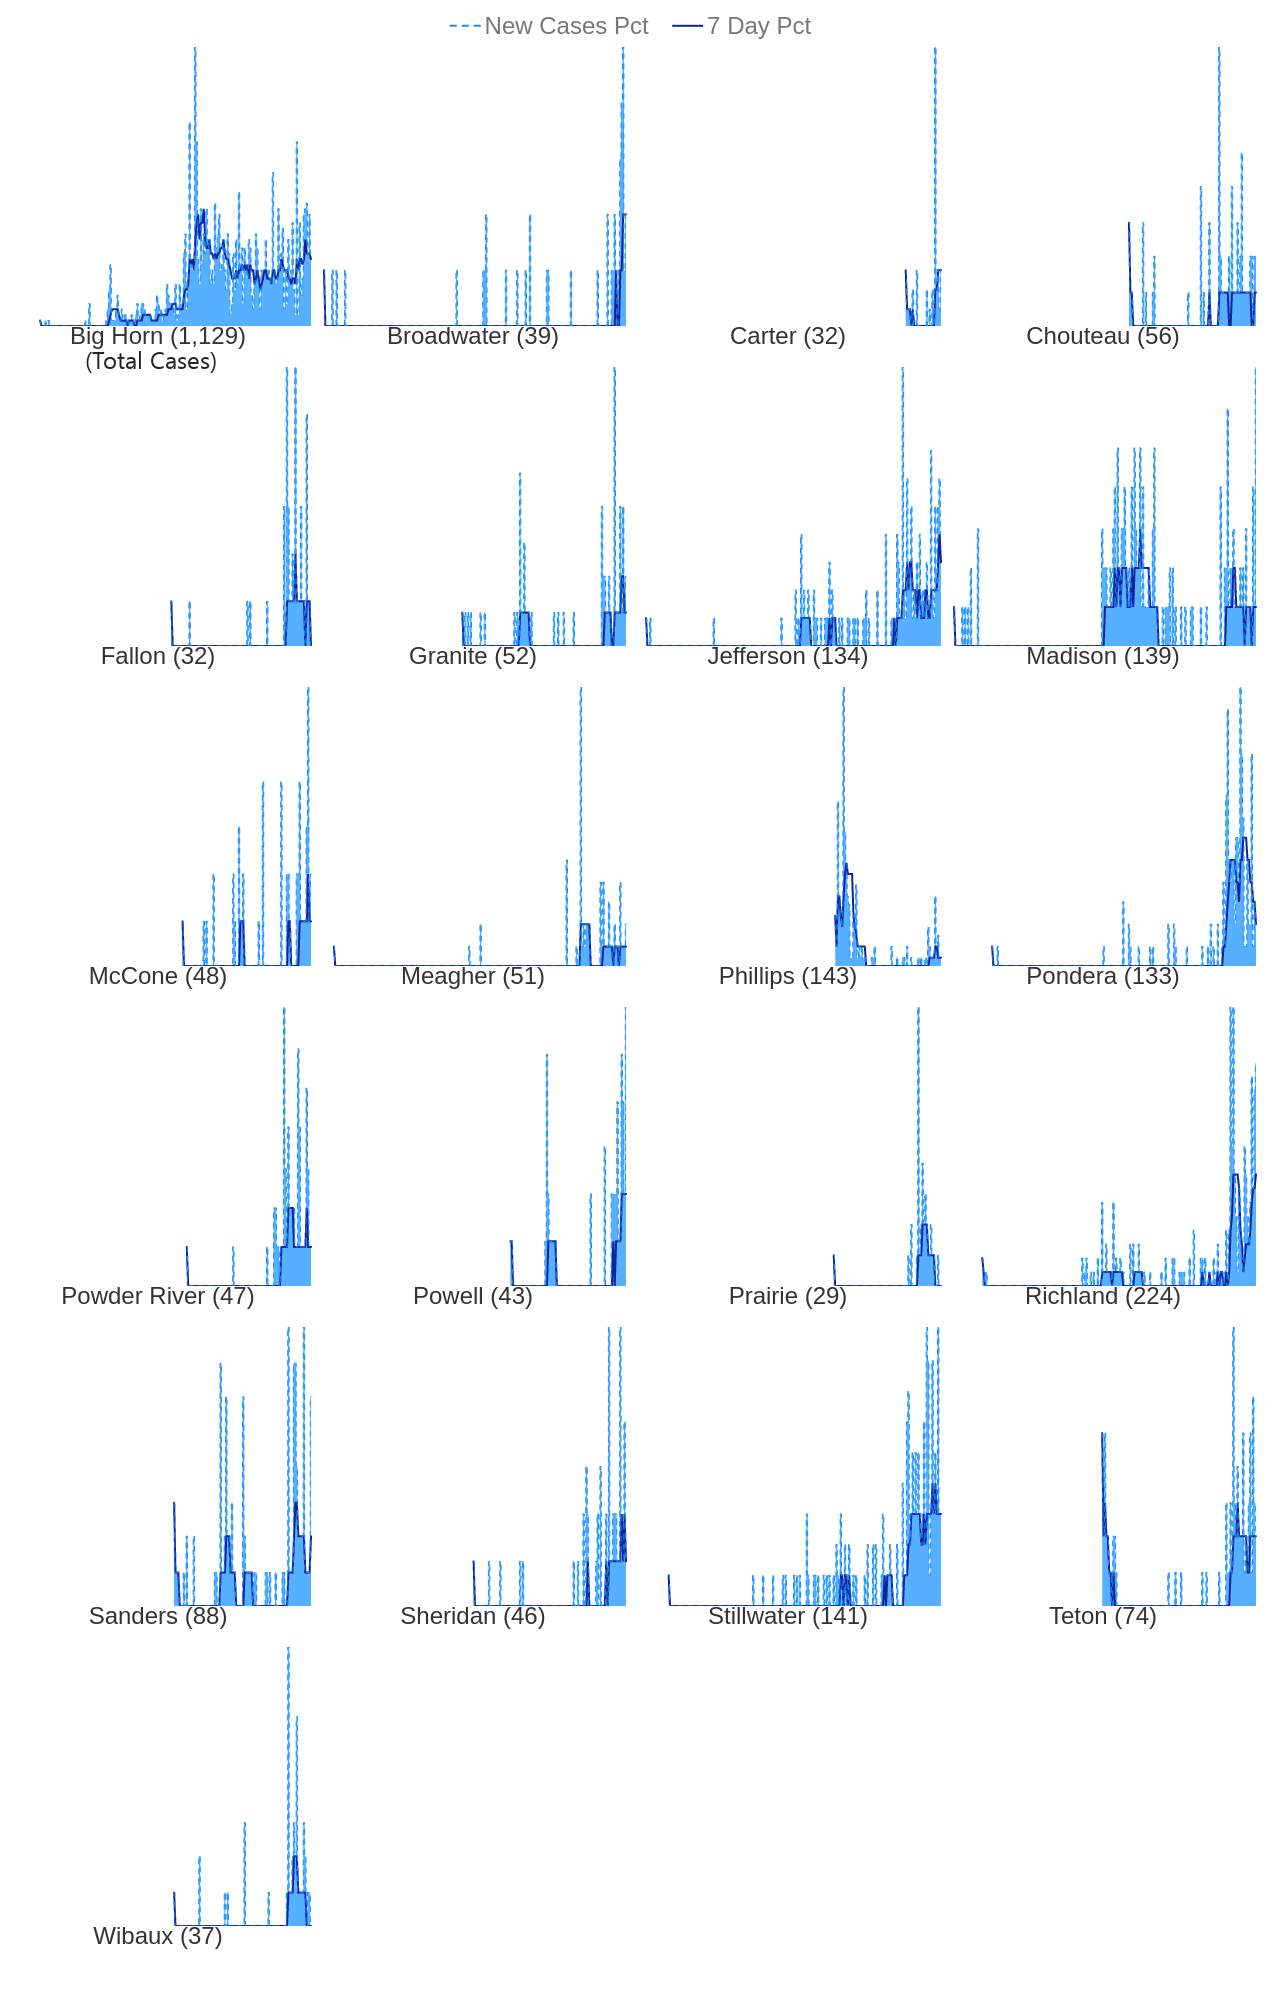 New Cases Pct 7 Day Pct
Big Horn (1,129) Broadwater (39) Carter (32) Chouteau (56)
(Total Cases)
Fallon (32) Granite (52) Jefferson (134) Madison (139)
McCone (48) Meagher (51) Phillips (143) Pondera (133)
Powder River (47) Powell (43) Prairie (29) Richland (224)
Sanders (88) Sheridan (46) Stillwater (141) Teton (74)
Wibaux (37)